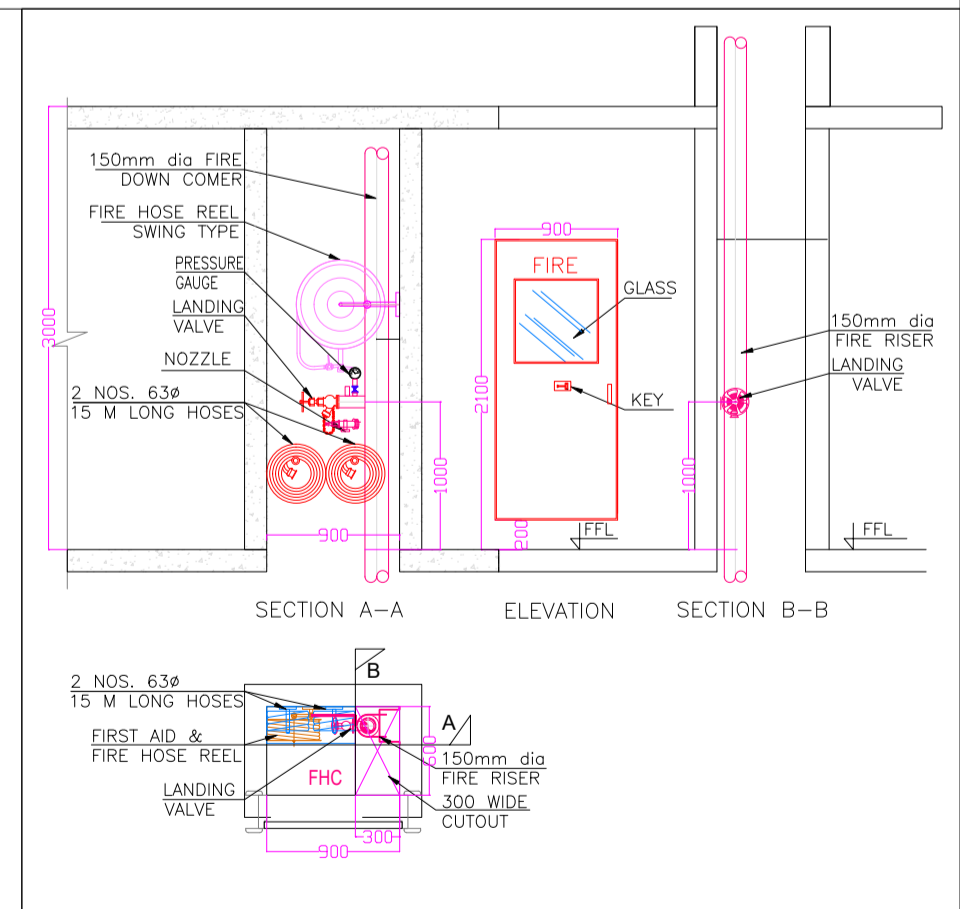 150mm dia FIRE
DOWN COMER
FIRE HOSE REEL
SWING TYPE
PRESSURE
GAUGE
LANDING
VALVE
NOZZLE
2 NOS. 63ø
15 M LONG HOSES
3000
900
1000
SECTION A-A
900
FIRE
GLASS
KEY
2100
200
FFL
ELEVATION
150mm dia
FIRE RISER
LANDING
VALVE
1000
FFL
SECTION B-B
2 NOS. 63ø
15 M LONG HOSES
FIRST AID &
FIRE HOSE REEL
LANDING
VALVE
B
A
FHC
600
150mm dia
FIRE RISER
300 WIDE
CUTOUT
300
900